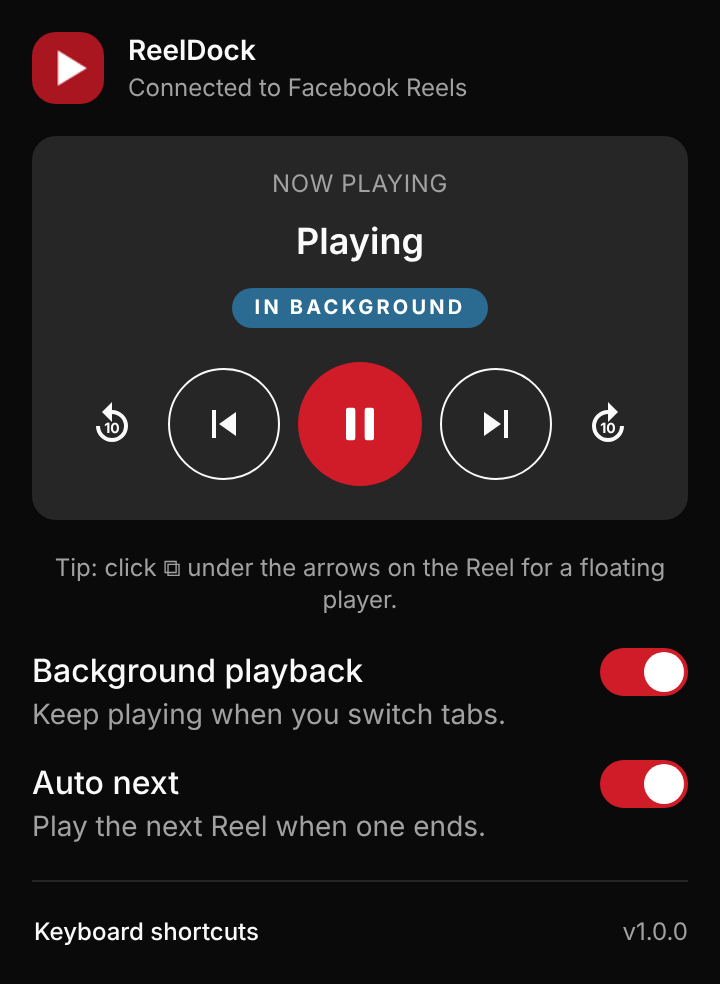 ReelDock
Connected to Facebook Reels
NOW PLAYING
Playing
IN BACKGROUND
10
10
Tip: click ⧉ under the arrows on the Reel for a floating
player.
Background playback
Keep playing when you switch tabs.
Auto next
Play the next Reel when one ends.
Keyboard shortcuts
v1.0.0